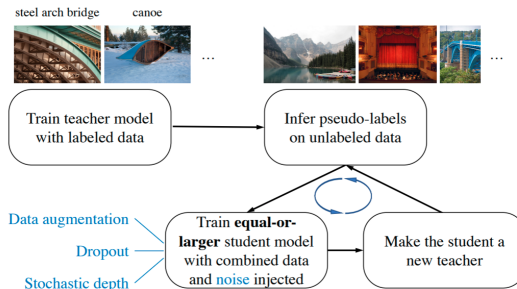 steel arch bridge
canoe
...
...
Train teacher model
with labeled data
Infer pseudo-labels
on unlabeled data
Data augmentation
Dropout
Stochastic depth
Train equal-or-
larger student model
with combined data
and noise injected
Make the student a
new teacher